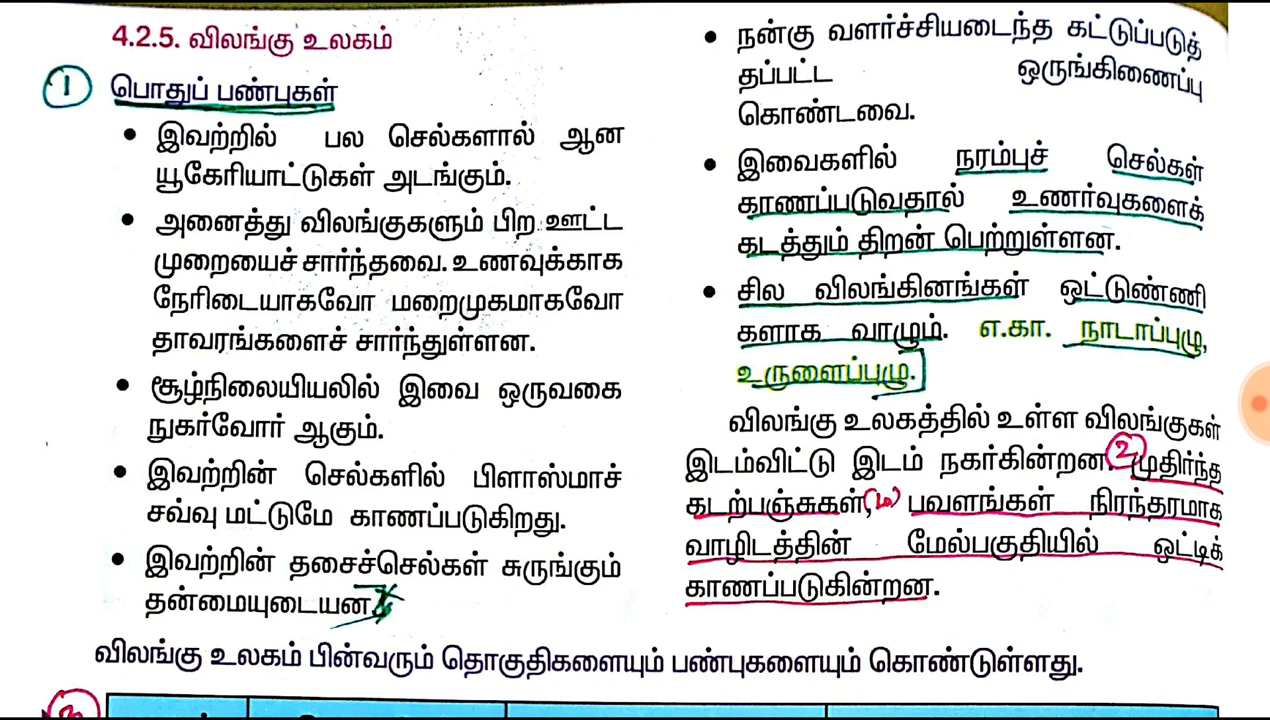 4.2.5. விலங்கு உலகம்
1 பொதுப் பண்புகள்
• இவற்றில் பல செல்களால் ஆன
யூகேரியாட்டுகள் அடங்கும்.
• அனைத்து விலங்குகளும் பிற ஊட்ட
முறையைச் சார்ந்தவை. உணவுக்காக
நேரிடையாகவோ மறைமுகமாகவோ
தாவரங்களைச் சார்ந்துள்ளன.
• சூழ்நிலையியலில் இவை ஒருவகை
நுகர்வோர் ஆகும்.
• இவற்றின் செல்களில் பிளாஸ்மாச்
சவ்வு மட்டுமே காணப்படுகிறது.
• இவற்றின் தசைச்செல்கள் சுருங்கும்
தன்மையுடையன
• நன்கு வளர்ச்சியடைந்த கட்டுப்படுத்
தப்பட்ட ஒருங்கிணைப்பு
கொண்டவை.
• இவைகளில் நரம்புச் செல்கள்
காணப்படுவதால் உணர்வுகளைக்
கடத்தும் திறன் பெற்றுள்ளன.
• சில விலங்கினங்கள் ஒட்டுண்ணி
களாக வாழும். எ.கா. நாடாப்புழு,
உருளைப்புழு.
விலங்கு உலகத்தில் உள்ள விலங்குகள்
இடம்விட்டு இடம் நகர்கின்றன. 2 முதிர்ந்த
கடற்பஞ்சுகள், (ம) பவளங்கள் நிரந்தரமாக
வாழிடத்தின் மேல்பகுதியில் ஒட்டிக்
காணப்படுகின்றன.
விலங்கு உலகம் பின்வரும் தொகுதிகளையும் பண்புகளையும் கொண்டுள்ளது.